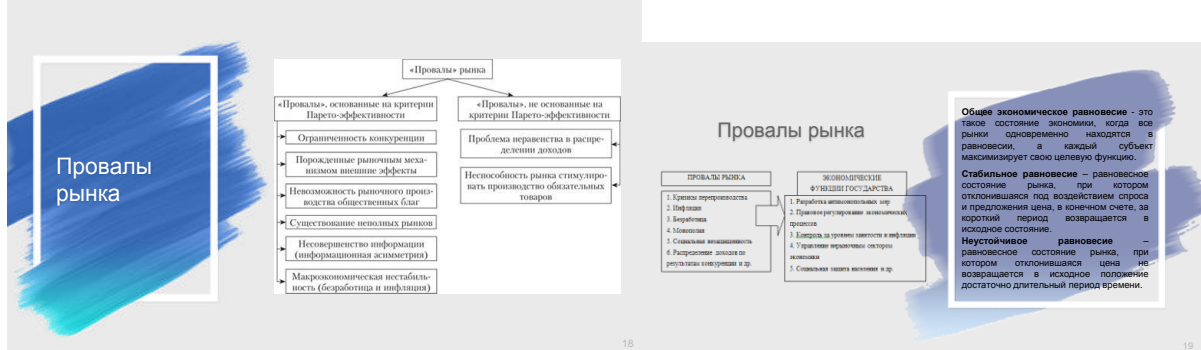 Провалы
рынка
«Провалы» рынка
«Провалы», основанные на критерии
Парето-эффективности
Ограниченность конкуренции
Порожденные рыночным меха-
низмом внешние эффекты
Невозможность рыночного произ-
водства общественных благ
Существование неполных рынков
Несовершенство информации
(информационная асимметрия)
Макроэкономическая нестабиль-
ность (безработица и инфляция)
«Провалы», не основанные на
критерии Парето-эффективности
Проблема неравенства в распре-
делении доходов
Неспособность рынка стимулиро-
вать производство обязательных
товаров
18
Провалы рынка
ПРОВАЛЫ РЫНКА
1. Кризисы перепроизводства
2. Инфляция
3. Безработица
4. Монополия
5. Социальная незащищенность
6. Распределение доходов по
результатам конкуренции и др.
ЭКОНОМИЧЕСКИЕ
ФУНКЦИИ ГОСУДАРСТВА
1. Разработка антимонопольных мер
2. Правовое регулирование экономических
процессов
3. Контроль за уровнем занятости и инфляции
4. Управление нерыночным сектором
экономики
5. Социальная защита населения и др.
Общее экономическое равновесие - это
такое состояние экономики, когда все
рынки одновременно находятся в
равновесии, а каждый субъект
максимизирует свою целевую функцию.
Стабильное равновесие – равновесное
состояние рынка, при котором
отклонившаяся под воздействием спроса
и предложения цена, в конечном счете, за
короткий период возвращается в
исходное состояние.
Неустойчивое равновесие –
равновесное состояние рынка, при
котором отклонившаяся цена не
возвращается в исходное положение
достаточно длительный период времени.
19